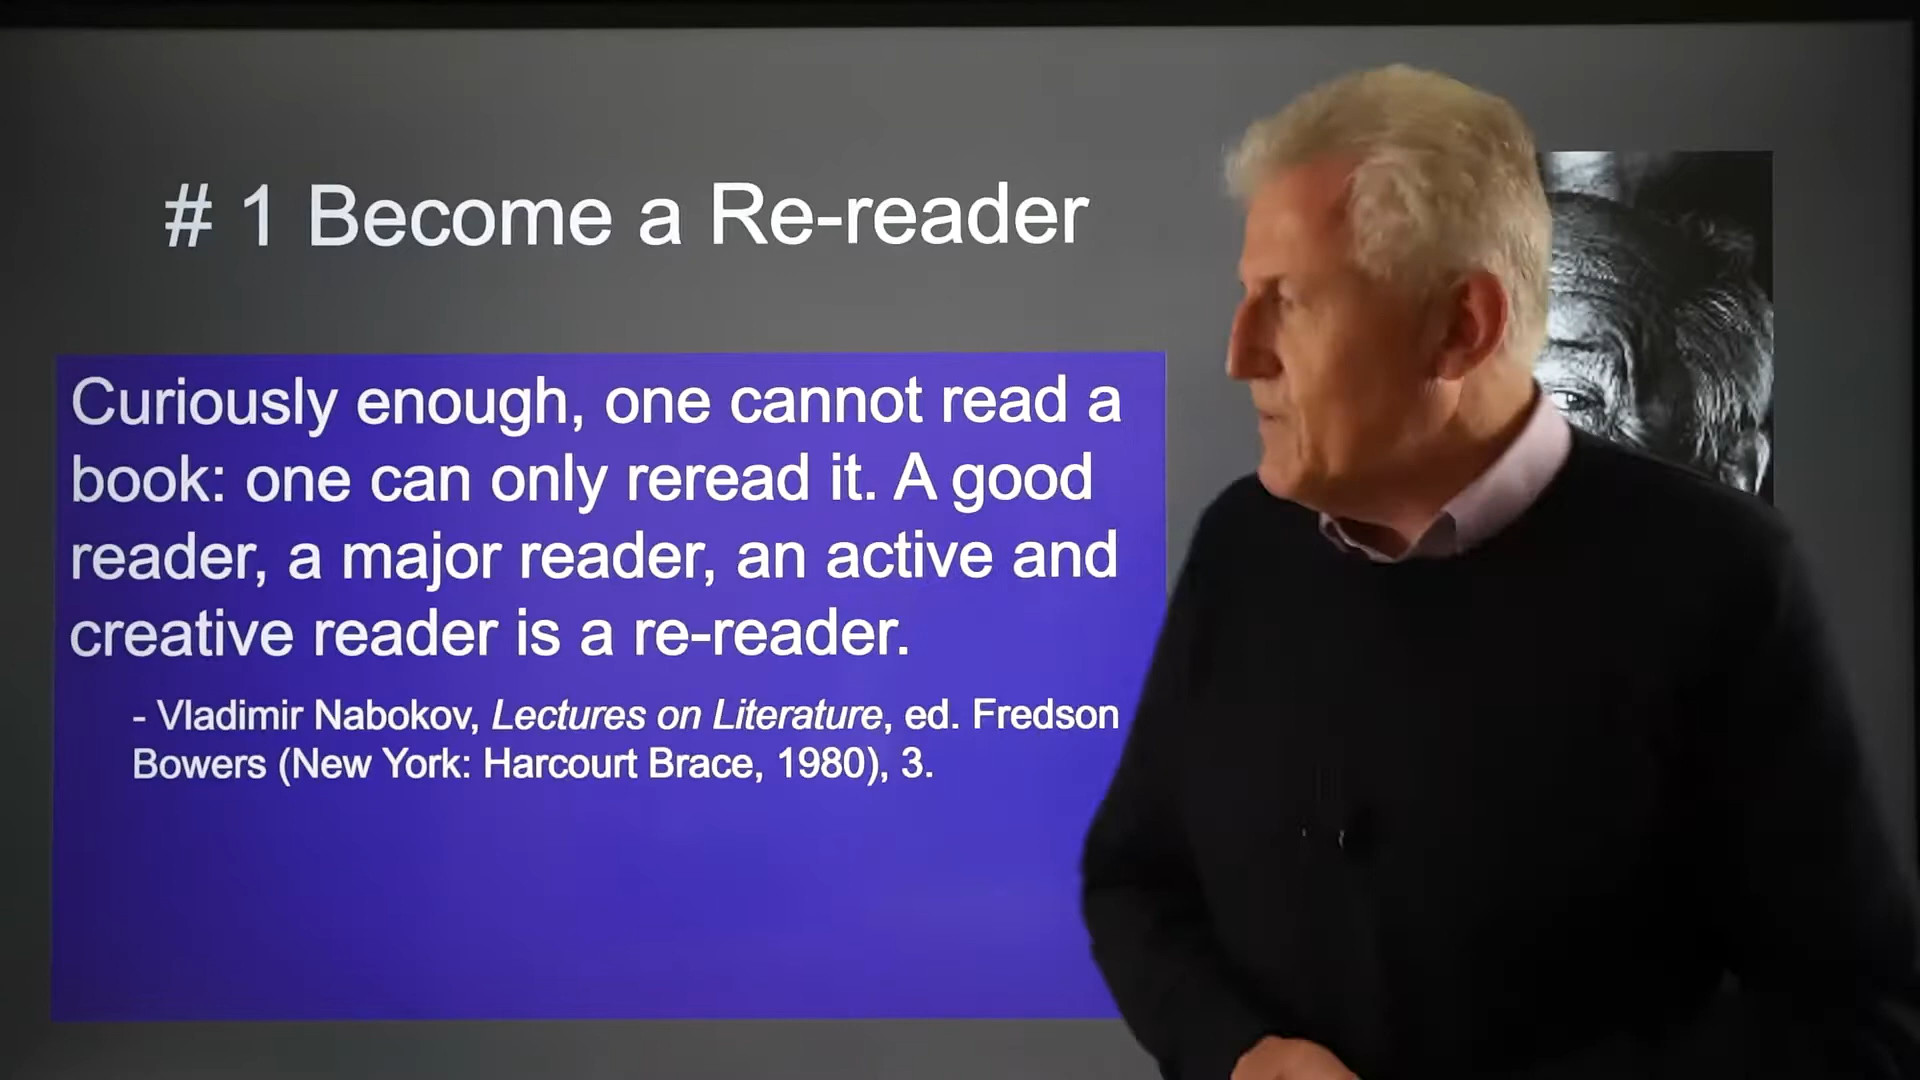 # 1 Become a Re-reader
Curiously enough, one cannot read a
book: one can only reread it. A good
reader, a major reader, an active and
creative reader is a re-reader.
- Vladimir Nabokov, Lectures on Literature, ed. Fredson
Bowers (New York: Harcourt Brace, 1980), 3.